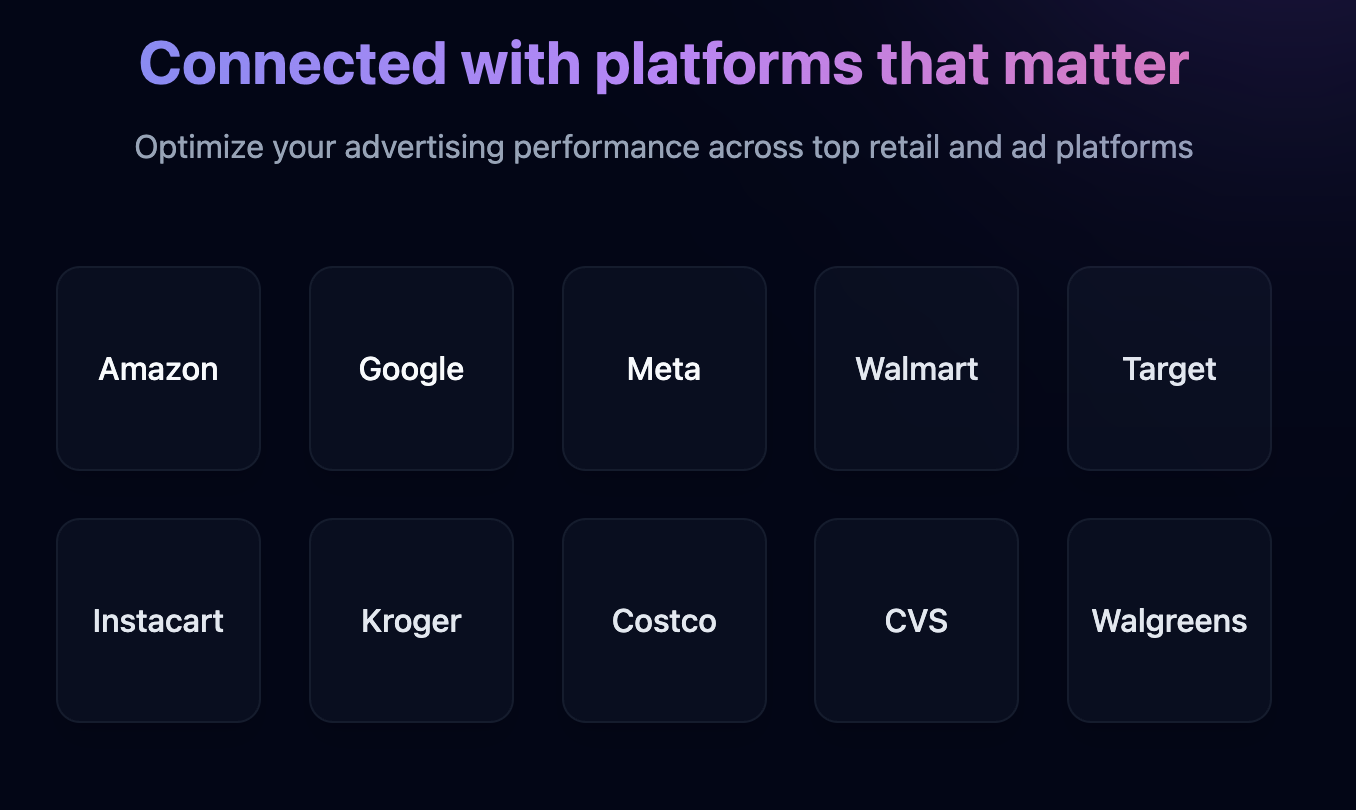 Connected with platforms that matter
Optimize your advertising performance across top retail and ad platforms
Amazon
Google
Meta
Walmart
Target
Instacart
Kroger
Costco
CVS
Walgreens